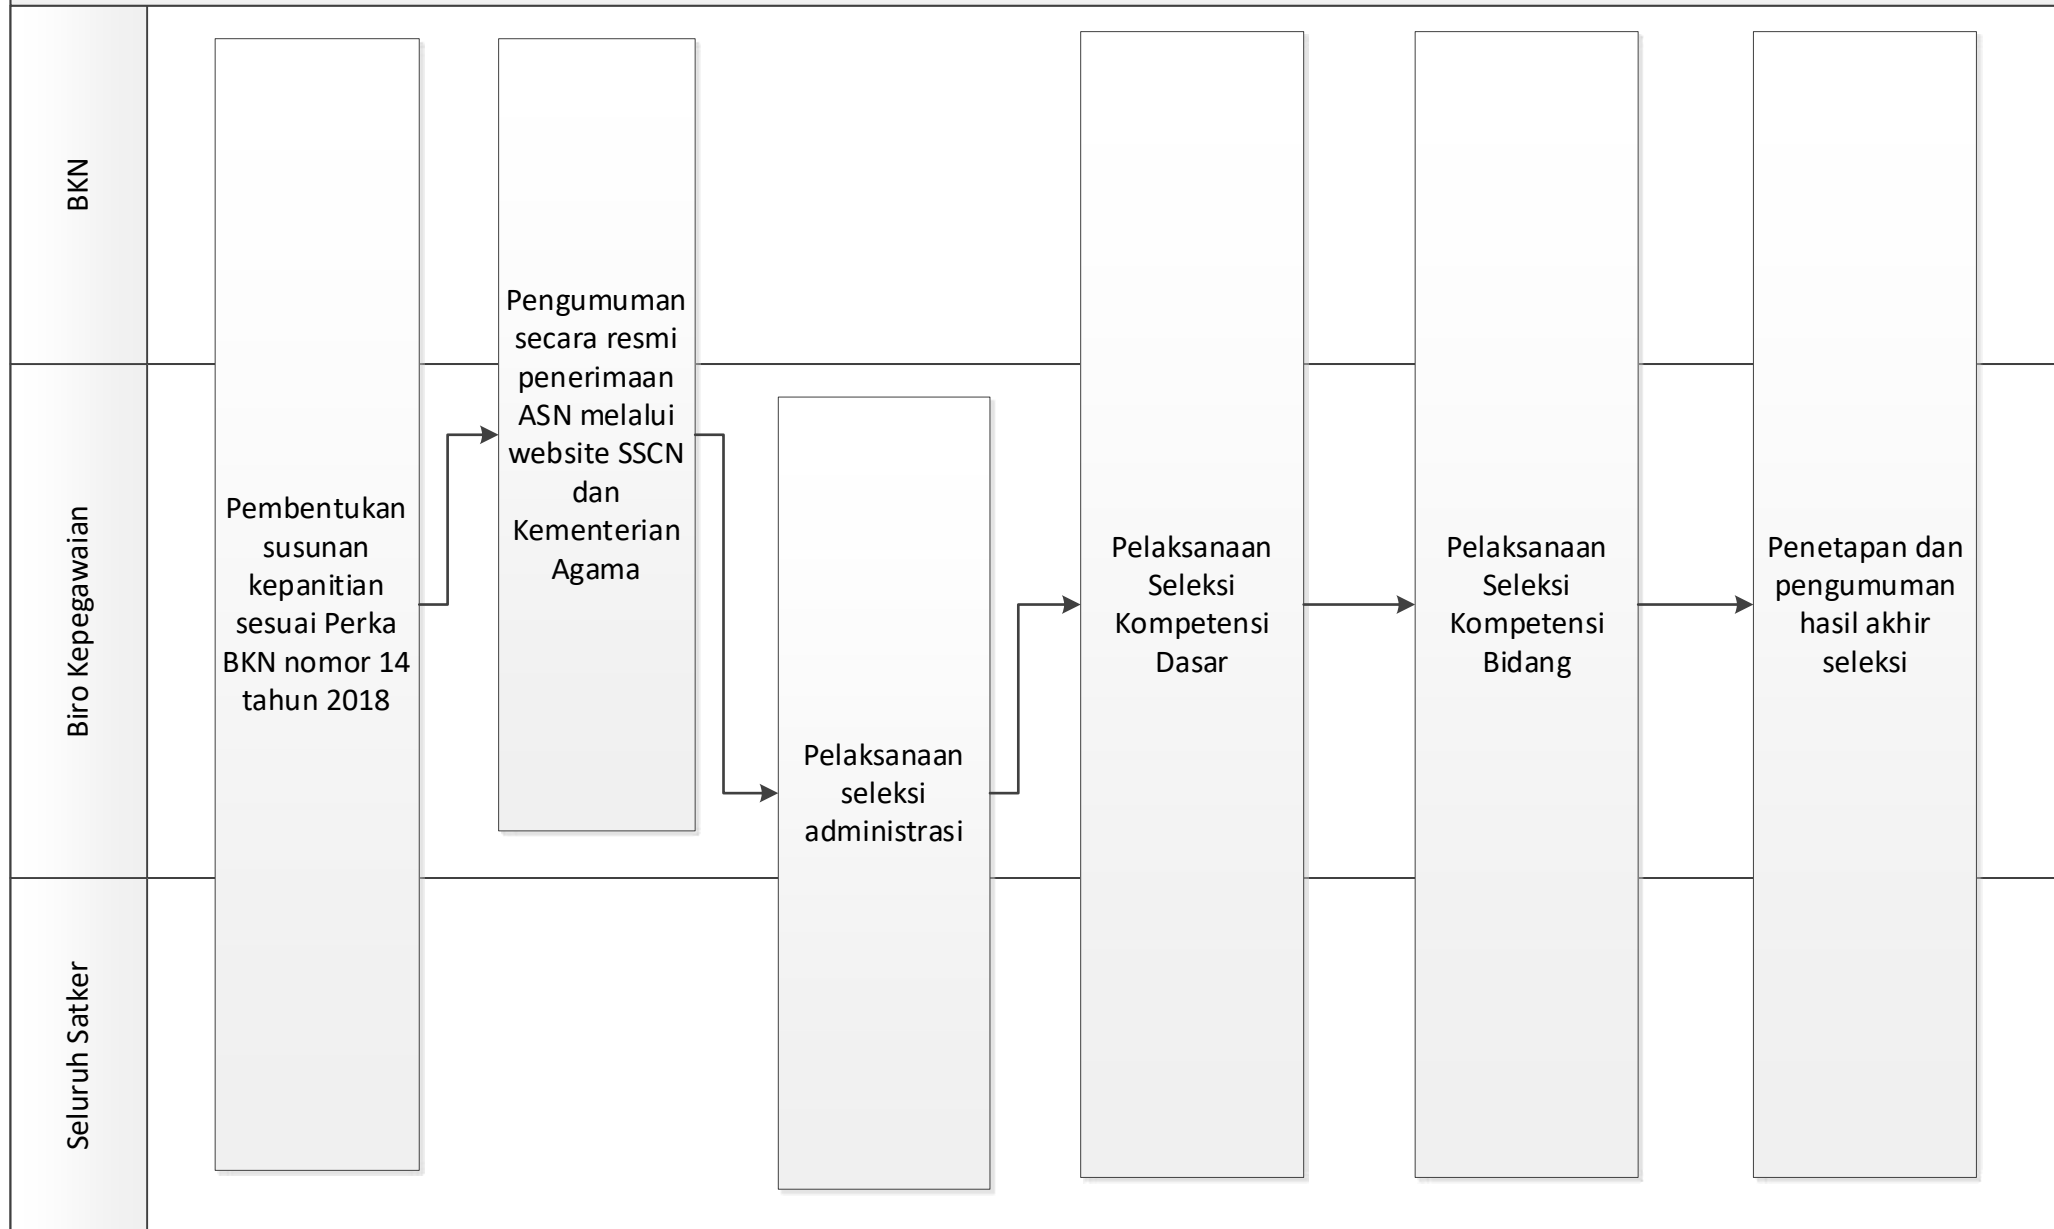 BKN
Biro Kepegawaian
Seluruh Satker
Pembentukan
susunan
kepanitian
sesuai Perka
BKN nomor 14
tahun 2018
Pengumuman
secara resmi
penerimaan
ASN melalui
website SSCN
dan
Kementerian
Agama
Pelaksanaan
seleksi
administrasi
Pelaksanaan
Seleksi
Kompetensi
Dasar
Pelaksanaan
Seleksi
Kompetensi
Bidang
Penetapan dan
pengumuman
hasil akhir
seleksi